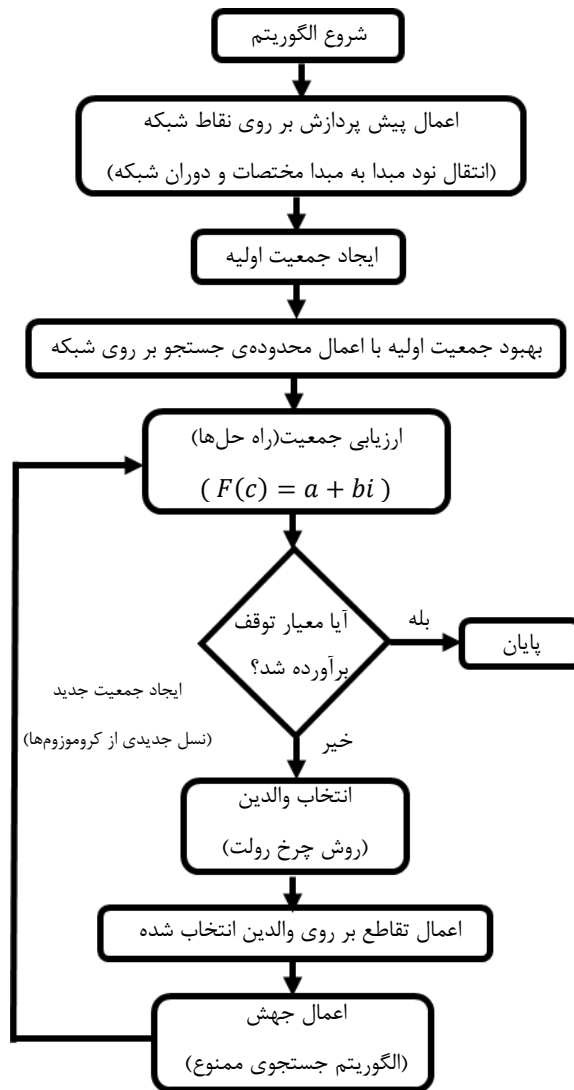 شروع الگوریتم
اعمال پیش پردازش بر روی نقاط شبکه
(انتقال نود مبدا به مبدا مختصات و دوران شبکه)
ایجاد جمعیت اولیه
بهبود جمعیت اولیه با اعمال محدوده‌ی جستجو بر روی شبکه
ارزیابی جمعیت(راه حل‌ها)
( F(c) = a + bi )
آیا معیار توقف
برآورده شد؟
بله
پایان
خیر
ایجاد جمعیت جدید
(نسل جدیدی از کروموزوم‌ها)
انتخاب والدین
(روش چرخ رولت)
اعمال تقاطع بر روی والدین انتخاب شده
اعمال جهش
(الگوریتم جستجوی ممنوع)